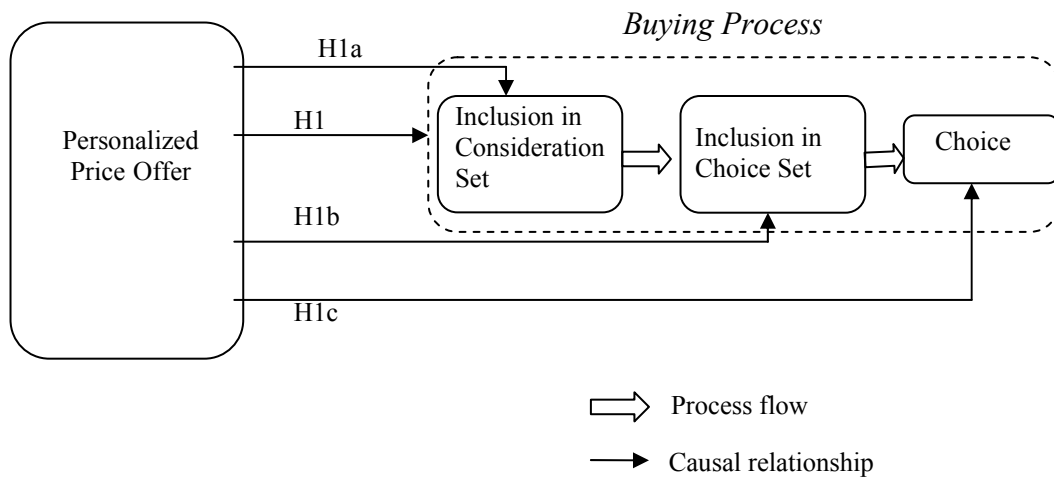 Buying Process
H1a
H1
H1b
H1c
Personalized
Price Offer
Inclusion in
Consideration
Set
Inclusion in
Choice Set
Choice
Process flow
Causal relationship